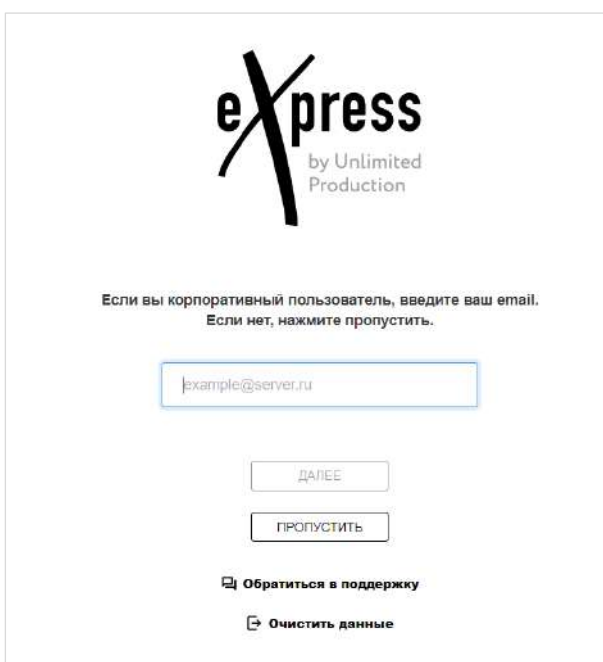 eXpress
by Unlimited
Production
Если вы корпоративный пользователь, введите ваш email.
Если нет, нажмите пропустить.
example@server.ru
ДАЛЕЕ
ПРОПУСТИТЬ
Обратиться в поддержку
Очистить данные